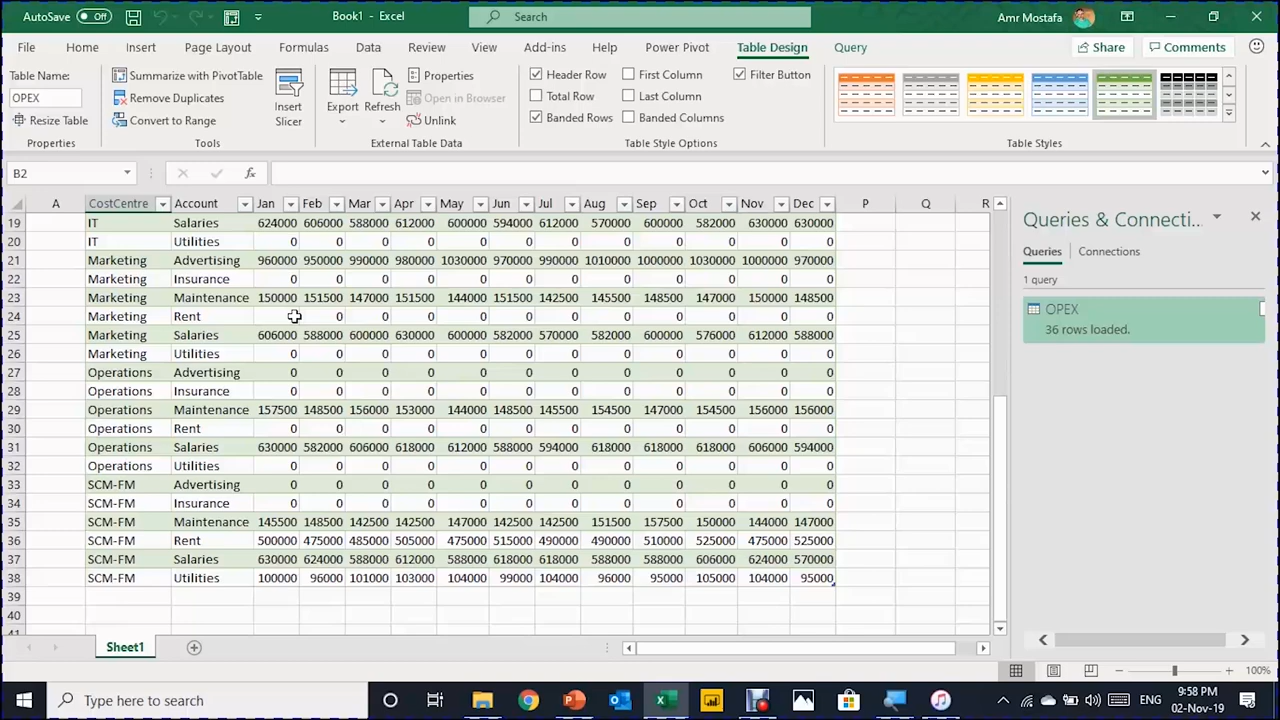 AutoSave Off Book1 - Excel Search Amr Mostafa
File Home Insert Page Layout Formulas Data Review View Add-ins Help Power Pivot Table Design Query Share Comments
Table Name: Summarize with PivotTable Properties Header Row First Column Filter Button
OPEX Remove Duplicates Insert Slicer Export Refresh Open in Browser Total Row Last Column
Resize Table Convert to Range Unlink Banded Rows Banded Columns
Properties Tools External Table Data Table Style Options Table Styles
B2 fx
CostCentre Account Jan Feb Mar Apr May Jun Jul Aug Sep Oct Nov Dec P Q R
A
19 IT Salaries 624000 606000 588000 612000 600000 594000 612000 570000 600000 582000 630000 630000
20 IT Utilities 0 0 0 0 0 0 0 0 0 0 0 0
21 Marketing Advertising 960000 950000 990000 980000 1030000 970000 990000 1010000 1000000 1030000 1000000 970000
22 Marketing Insurance 0 0 0 0 0 0 0 0 0 0 0 0
23 Marketing Maintenance 150000 151500 147000 151500 144000 151500 142500 145500 148500 147000 150000 148500
24 Marketing Rent 0 0 0 0 0 0 0 0 0 0 0
25 Marketing Salaries 606000 588000 600000 630000 600000 582000 570000 582000 600000 576000 612000 588000
26 Marketing Utilities 0 0 0 0 0 0 0 0 0 0 0 0
27 Operations Advertising 0 0 0 0 0 0 0 0 0 0 0 0
28 Operations Insurance 0 0 0 0 0 0 0 0 0 0 0 0
29 Operations Maintenance 157500 148500 156000 153000 144000 148500 145500 154500 147000 154500 156000 156000
30 Operations Rent 0 0 0 0 0 0 0 0 0 0 0 0
31 Operations Salaries 630000 582000 606000 618000 612000 588000 594000 618000 618000 618000 606000 594000
32 Operations Utilities 0 0 0 0 0 0 0 0 0 0 0 0
33 SCM-FM Advertising 0 0 0 0 0 0 0 0 0 0 0 0
34 SCM-FM Insurance 0 0 0 0 0 0 0 0 0 0 0 0
35 SCM-FM Maintenance 145500 148500 142500 142500 147000 142500 142500 151500 157500 150000 144000 147000
36 SCM-FM Rent 500000 475000 485000 505000 475000 515000 490000 490000 510000 525000 475000 525000
37 SCM-FM Salaries 630000 624000 588000 612000 588000 618000 618000 588000 588000 606000 624000 570000
38 SCM-FM Utilities 100000 96000 101000 103000 104000 99000 104000 96000 95000 105000 104000 95000
39
40
Queries & Connecti...
Queries Connections
1 query
OPEX
36 rows loaded.
Sheet1
100%
Type here to search ENG 9:58 PM
02-Nov-19